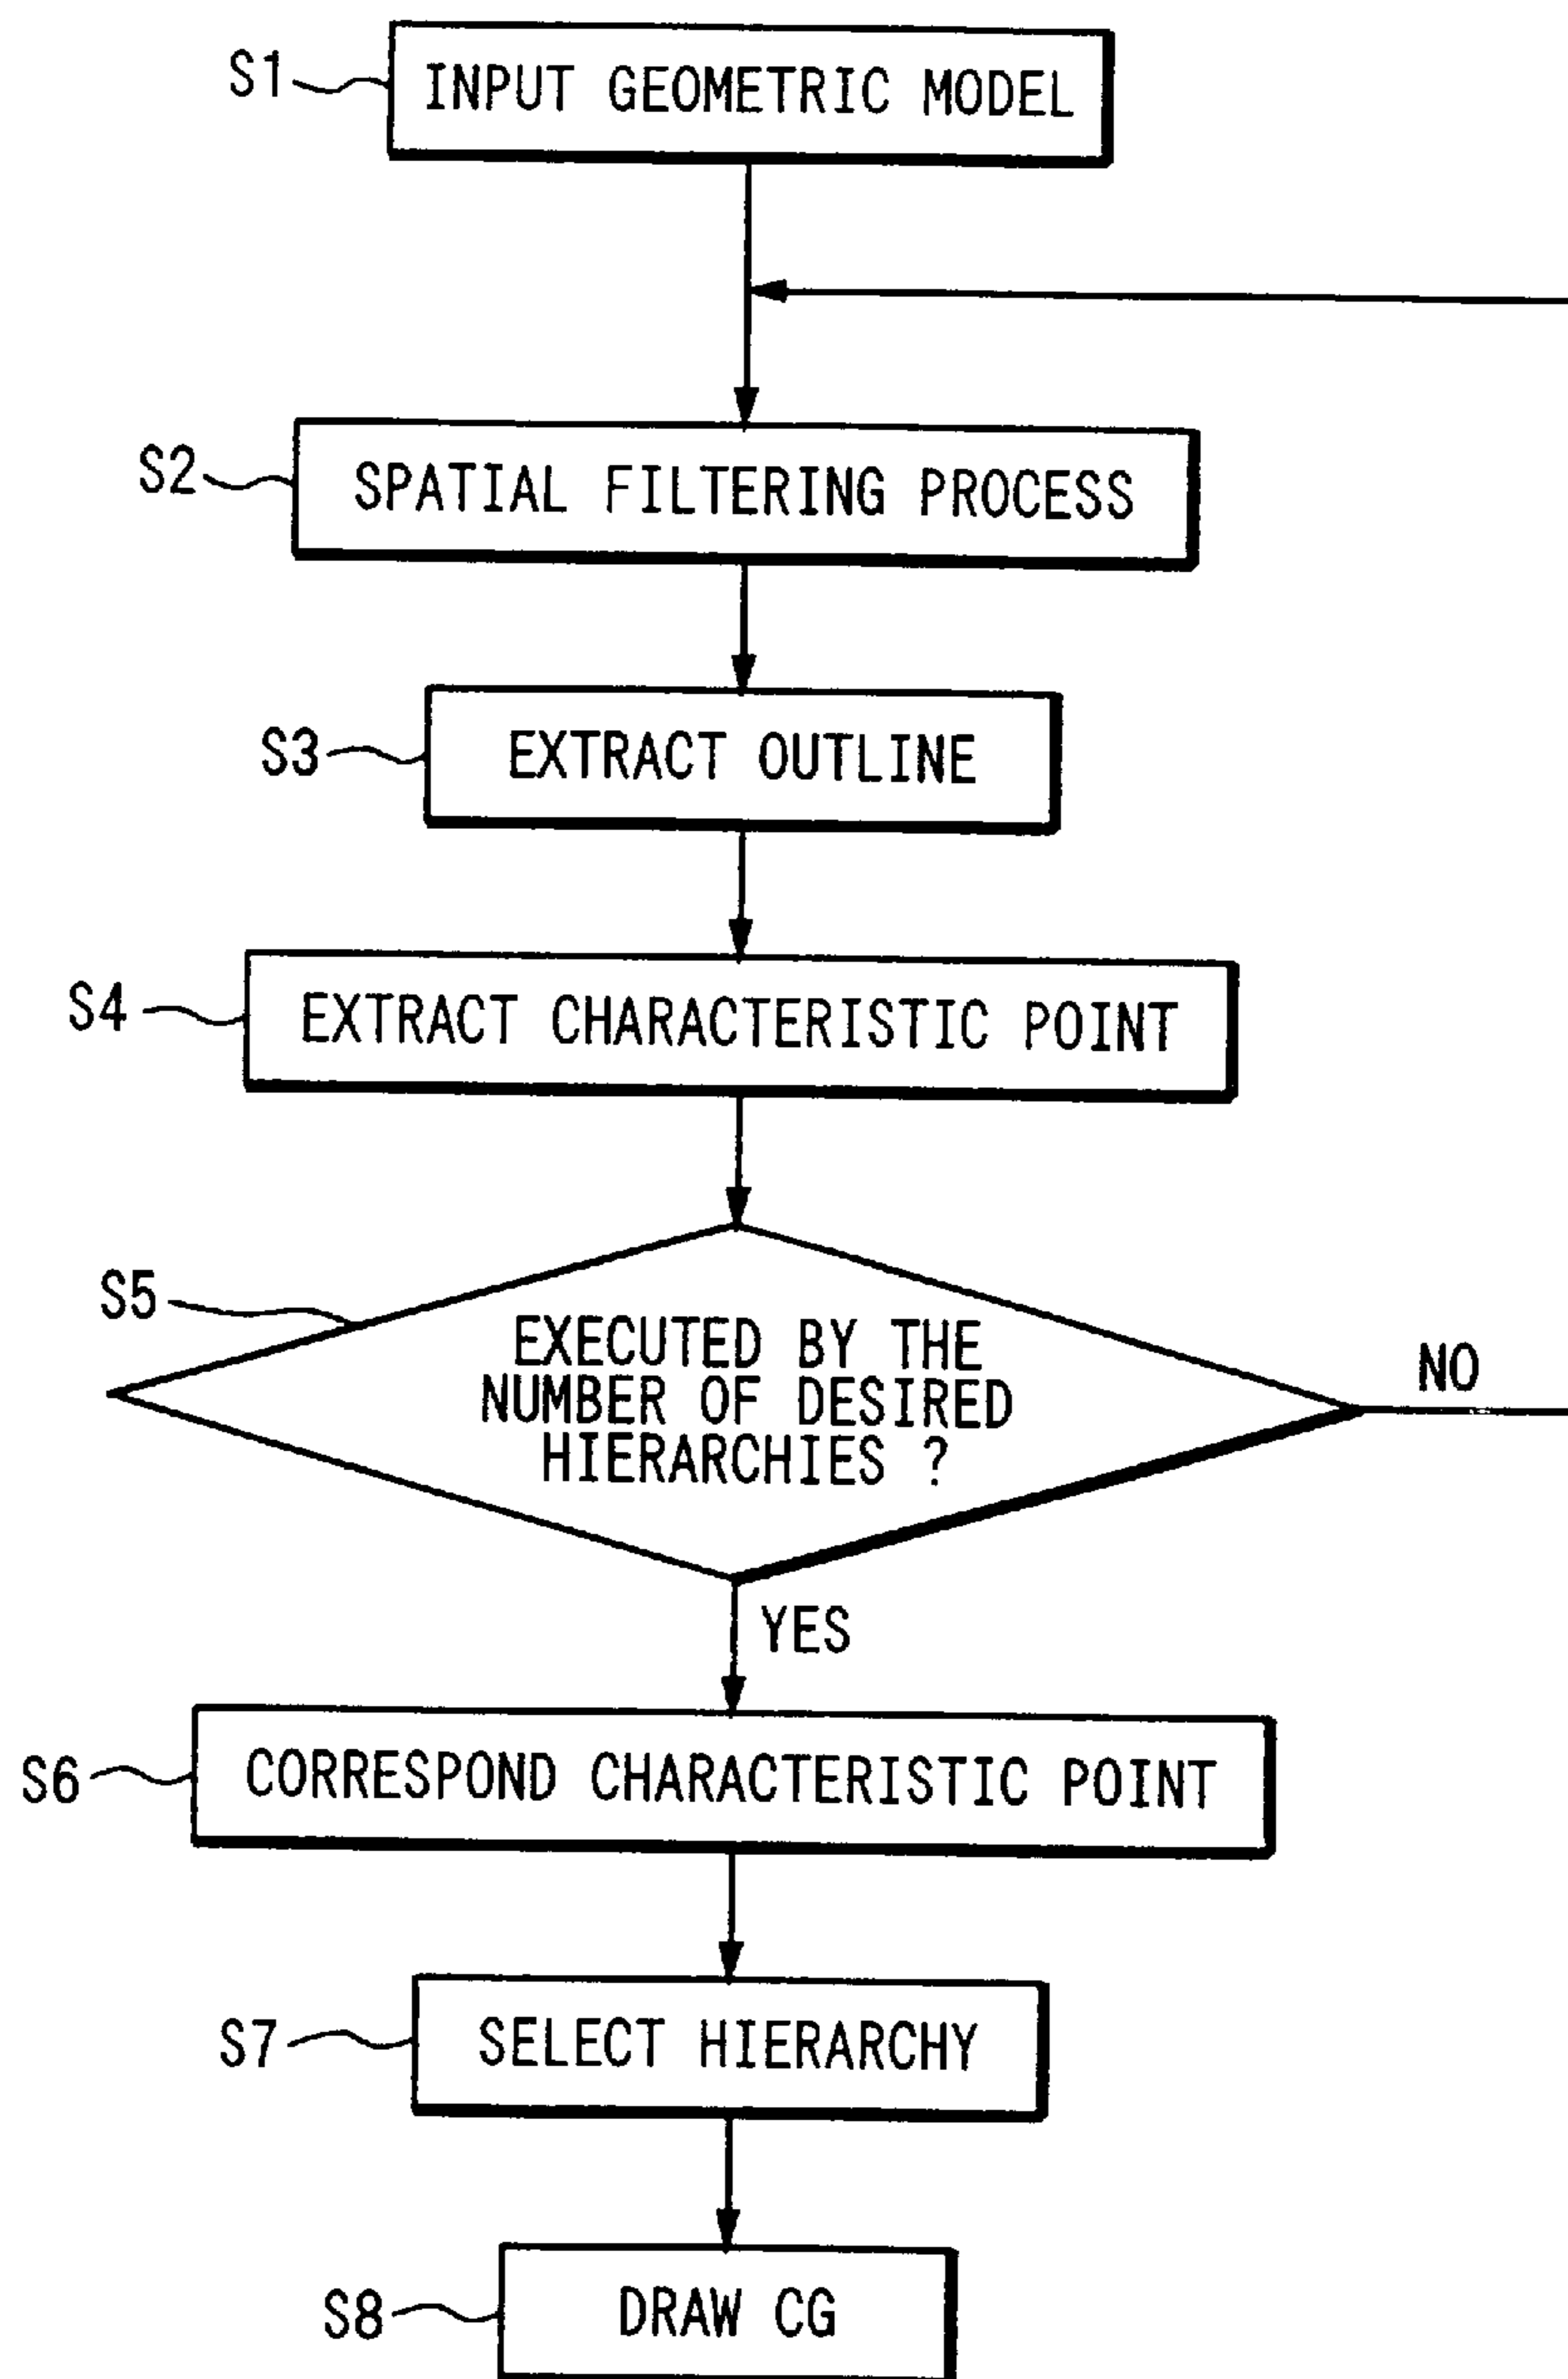 S1
INPUT GEOMETRIC MODEL
S2
SPATIAL FILTERING PROCESS
S3
EXTRACT OUTLINE
S4
EXTRACT CHARACTERISTIC POINT
S5
EXECUTED BY THE
NUMBER OF DESIRED
HIERARCHIES ?
NO
YES
S6
CORRESPOND CHARACTERISTIC POINT
S7
SELECT HIERARCHY
S8
DRAW CG